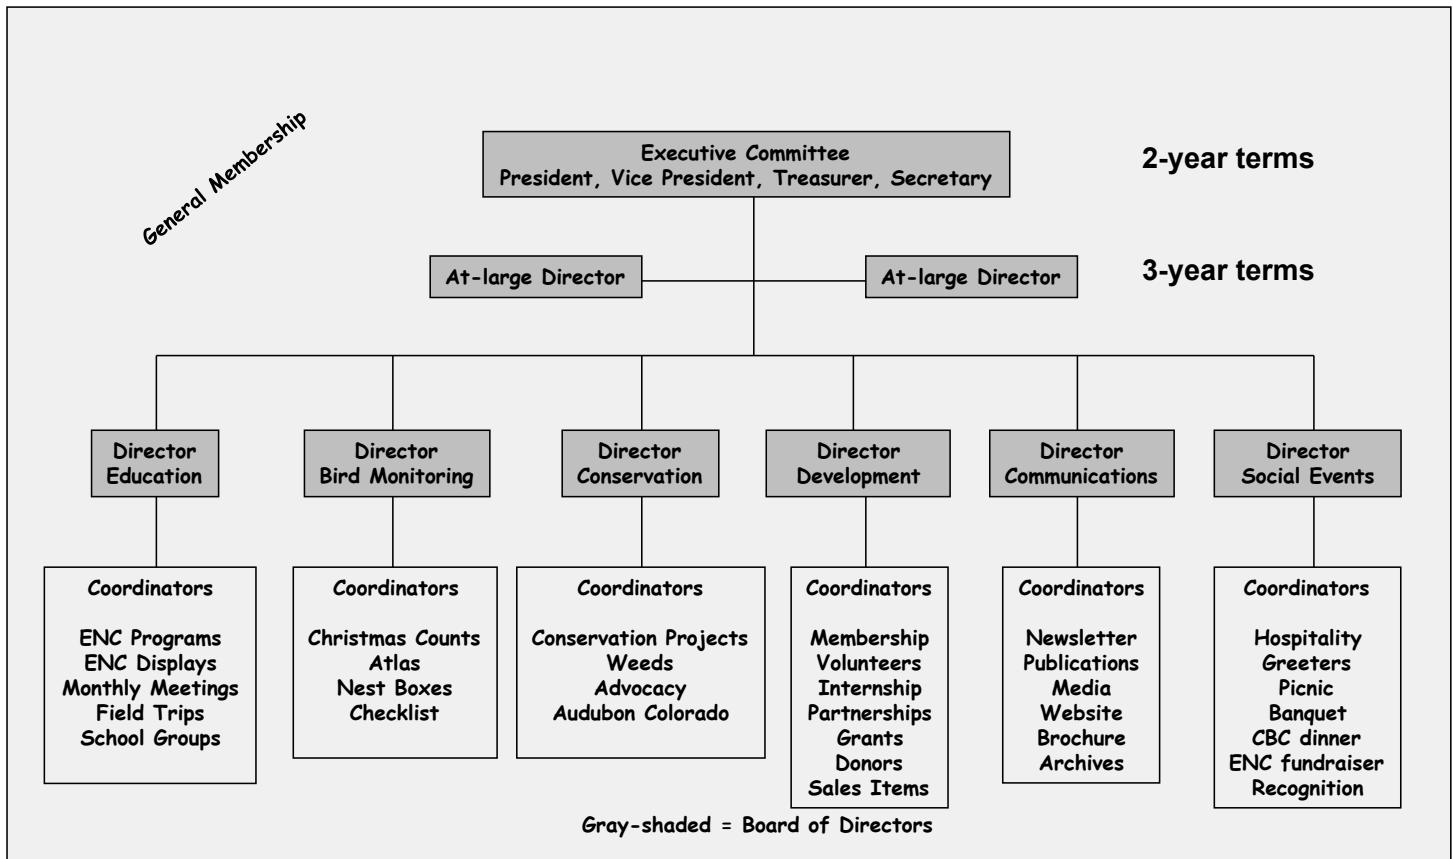 General Membership
Executive Committee
President, Vice President, Treasurer, Secretary
2-year terms
At-large Director
At-large Director
3-year terms
Director
Education
Director
Bird Monitoring
Director
Conservation
Director
Development
Director
Communications
Director
Social Events
Coordinators
ENC Programs
ENC Displays
Monthly Meetings
Field Trips
School Groups
Coordinators
Christmas Counts
Atlas
Nest Boxes
Checklist
Coordinators
Conservation Projects
Weeds
Advocacy
Audubon Colorado
Coordinators
Membership
Volunteers
Internship
Partnerships
Grants
Donors
Sales Items
Coordinators
Newsletter
Publications
Media
Website
Brochure
Archives
Coordinators
Hospitality
Greeters
Picnic
Banquet
CBC dinner
ENC fundraiser
Recognition
Gray-shaded = Board of Directors